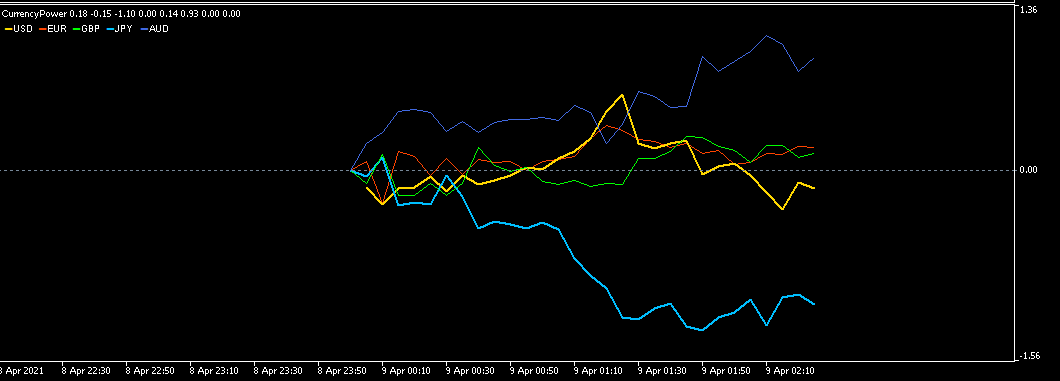 CurrencyPower 0.18 -0.15 -1.10 0.00 0.14 0.93 0.00 0.00
USD EUR GBP JPY AUD
1.36
0.00
-1.56
8 Apr 2021 8 Apr 22:30 8 Apr 22:50 8 Apr 23:10 8 Apr 23:30 8 Apr 23:50 9 Apr 00:10 9 Apr 00:30 9 Apr 00:50 9 Apr 01:10 9 Apr 01:30 9 Apr 01:50 9 Apr 02:10